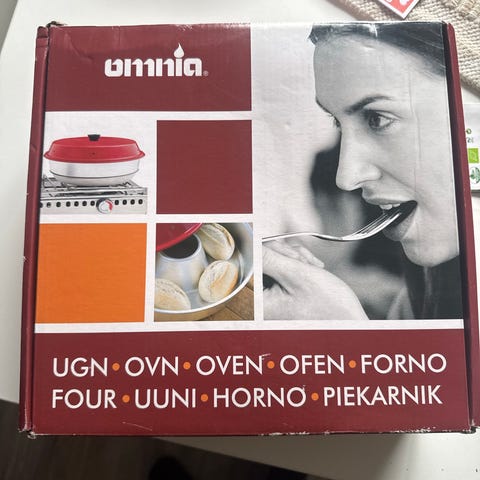 omnia®
UGN • OVN • OVEN • OFEN • FORNO
FOUR • UUNI • HORNO • PIEKARNIK